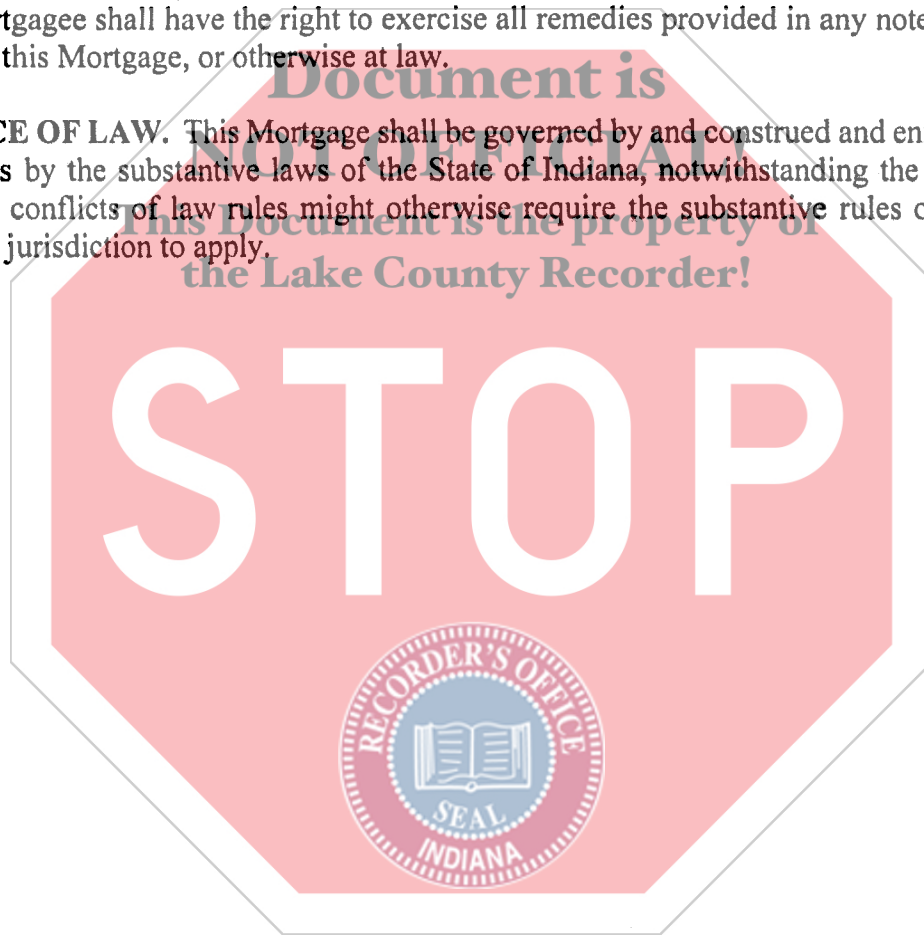 rtgagee shall have the right to exercise all remedies provided in any note
this Mortgage, or otherwise at law.
Document is
CE OF LAW. This Mortgage shall be governed by and construed and en
NOT OFFICIAL!
s by the substantive laws of the State of Indiana, notwithstanding the
conflicts of law rules might otherwise require the substantive rules o
This Document is the property of
jurisdiction to apply.
the Lake County Recorder!
STOP
RECORDER'S OFFICE
SEAL
INDIANA